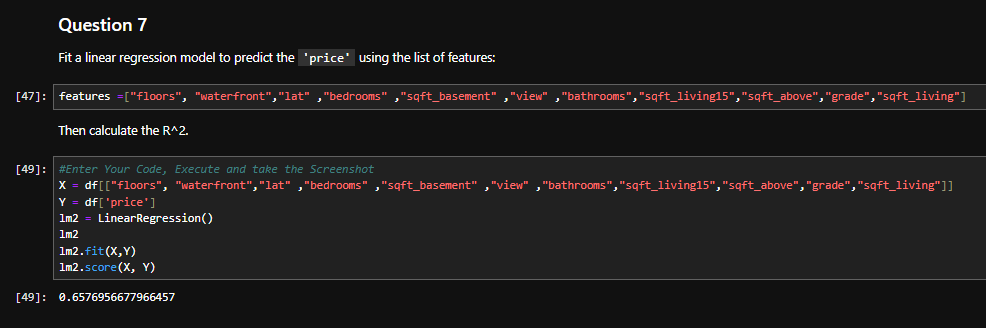 Question 7
Fit a linear regression model to predict the 'price' using the list of features:
[47]: features =["floors", "waterfront","lat" ,"bedrooms" ,"sqft_basement" ,"view" ,"bathrooms","sqft_living15","sqft_above","grade","sqft_living"]
Then calculate the R^2.
[49]: #Enter Your Code, Execute and take the Screenshot
X = df[["floors", "waterfront","lat" ,"bedrooms" ,"sqft_basement" ,"view" ,"bathrooms","sqft_living15","sqft_above","grade","sqft_living"]]
Y = df['price']
lm2 = LinearRegression()
lm2
lm2.fit(X,Y)
lm2.score(X, Y)
[49]: 0.6576956677966457